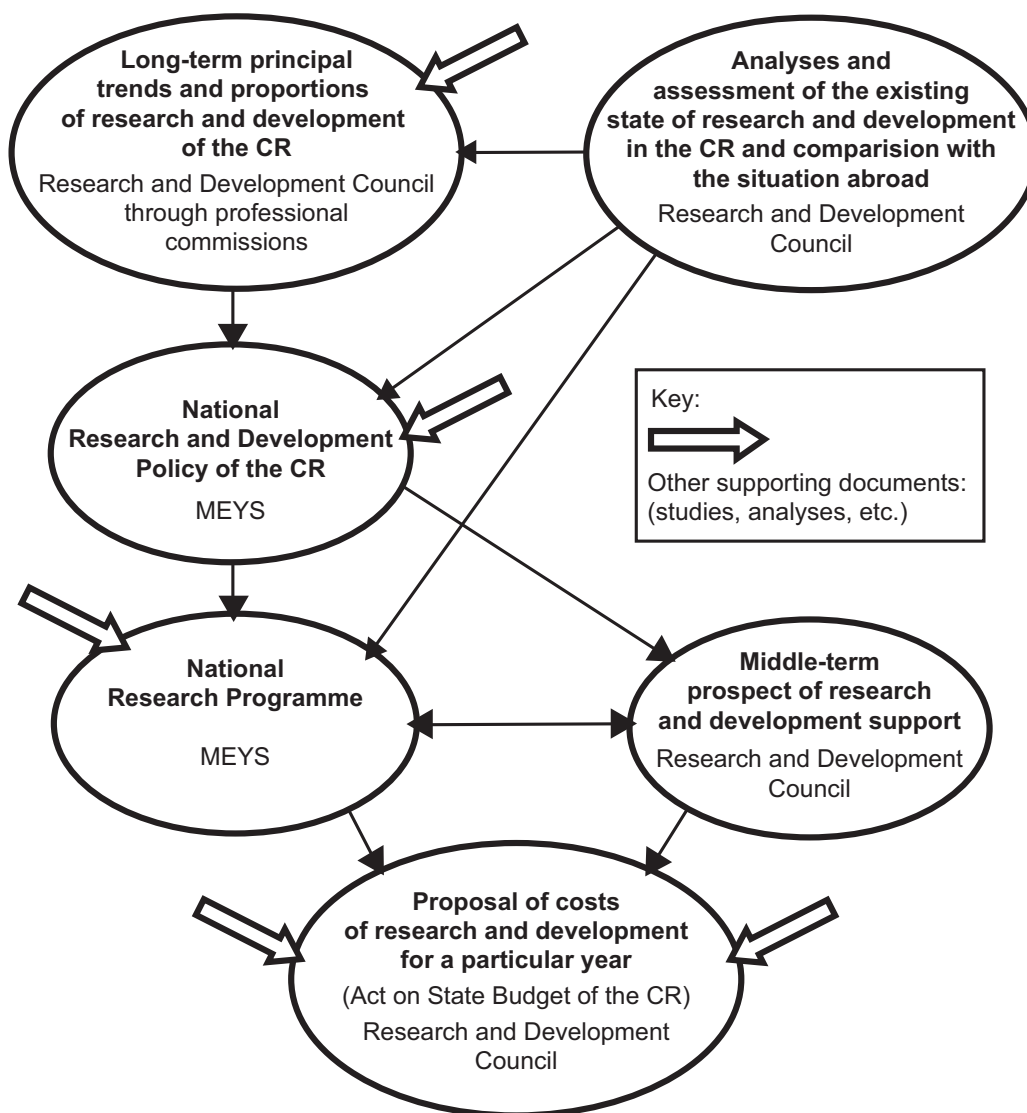 Long-term principal
trends and proportions
of research and development
of the CR
Research and Development Council
through professional
commissions
Analyses and
assessment of the existing
state of research and development
in the CR and comparision with
the situation abroad
Research and Development
Council
National
Research and Development
Policy of the CR
MEYS
Key:
Other supporting documents:
(studies, analyses, etc.)
National
Research Programme
MEYS
Middle-term
prospect of research
and development support
Research and Development
Council
Proposal of costs
of research and development
for a particular year
(Act on State Budget of the CR)
Research and Development
Council